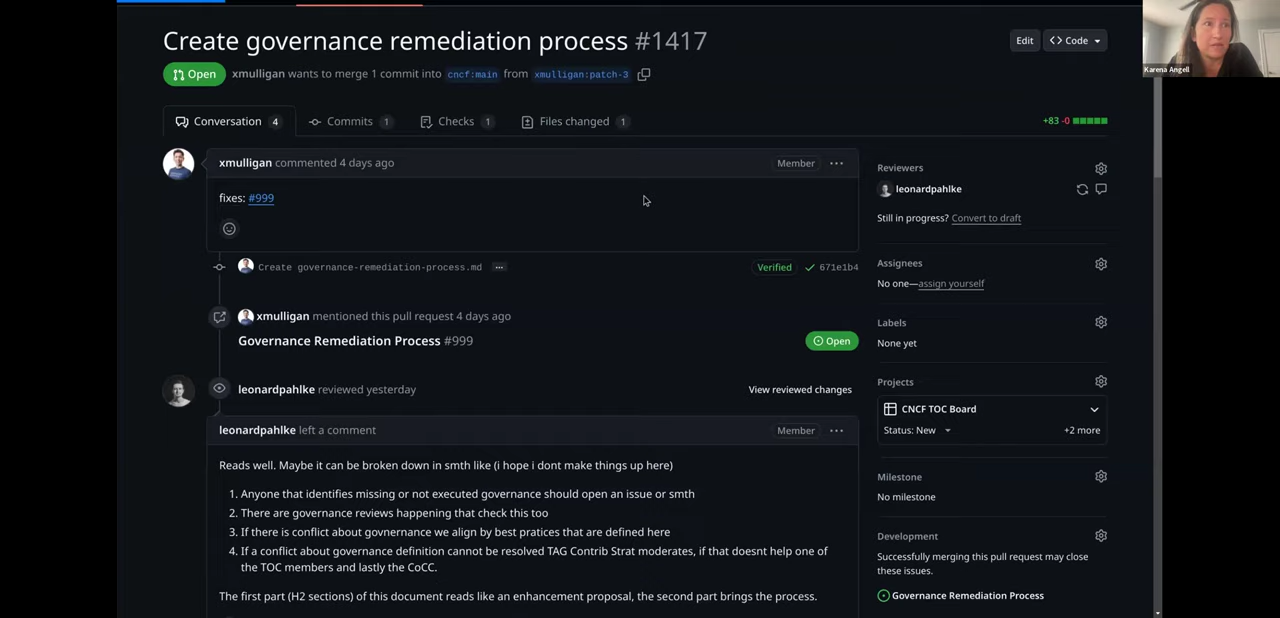 Create governance remediation process #1417
Edit
Code
Open
xmulligan wants to merge 1 commit into cncf:main from xmulligan:patch-3
Conversation 4
Commits 1
Checks 1
Files changed 1
+83 -0
xmulligan commented 4 days ago
Member
fixes: #999
Create governance-remediation-process.md
Verified
671e1b4
xmulligan mentioned this pull request 4 days ago
Governance Remediation Process #999
Open
leonardpahlke reviewed yesterday
View reviewed changes
leonardpahlke left a comment
Member
Reads well. Maybe it can be broken down in smth like (i hope i dont make things up here)
1. Anyone that identifies missing or not executed governance should open an issue or smth
2. There are governance reviews happening that check this too
3. If there is conflict about govnernance we align by best pratices that are defined here
4. If a conflict about governance definition cannot be resolved TAG Contrib Strat moderates, if that doesnt help one of
the TOC members and lastly the CoCC.
The first part (H2 sections) of this document reads like an enhancement proposal, the second part brings the process.
Reviewers
leonardpahlke
Still in progress? Convert to draft
Assignees
No one—assign yourself
Labels
None yet
Projects
CNCF TOC Board
Status: New
+2 more
Milestone
No milestone
Development
Successfully merging this pull request may close
these issues.
Governance Remediation Process
Karena Angell